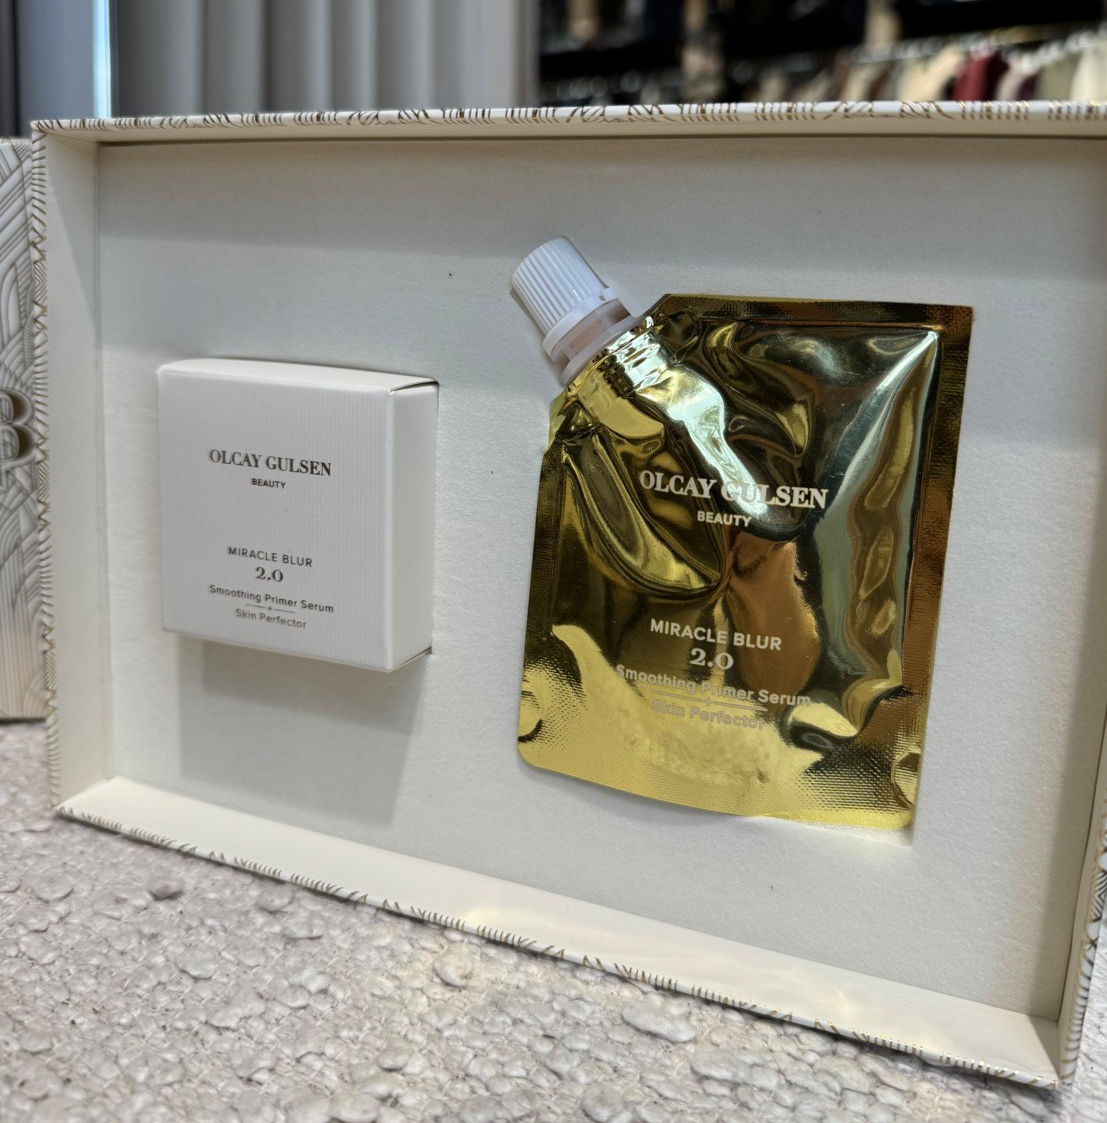 OLCAY GULSEN
BEAUTY
MIRACLE BLUR
2.0
Smoothing Primer Serum
+
Skin Perfector
OLCAY GULSEN
BEAUTY
MIRACLE BLUR
2.0
Smoothing Primer Serum
+
Skin Perfector